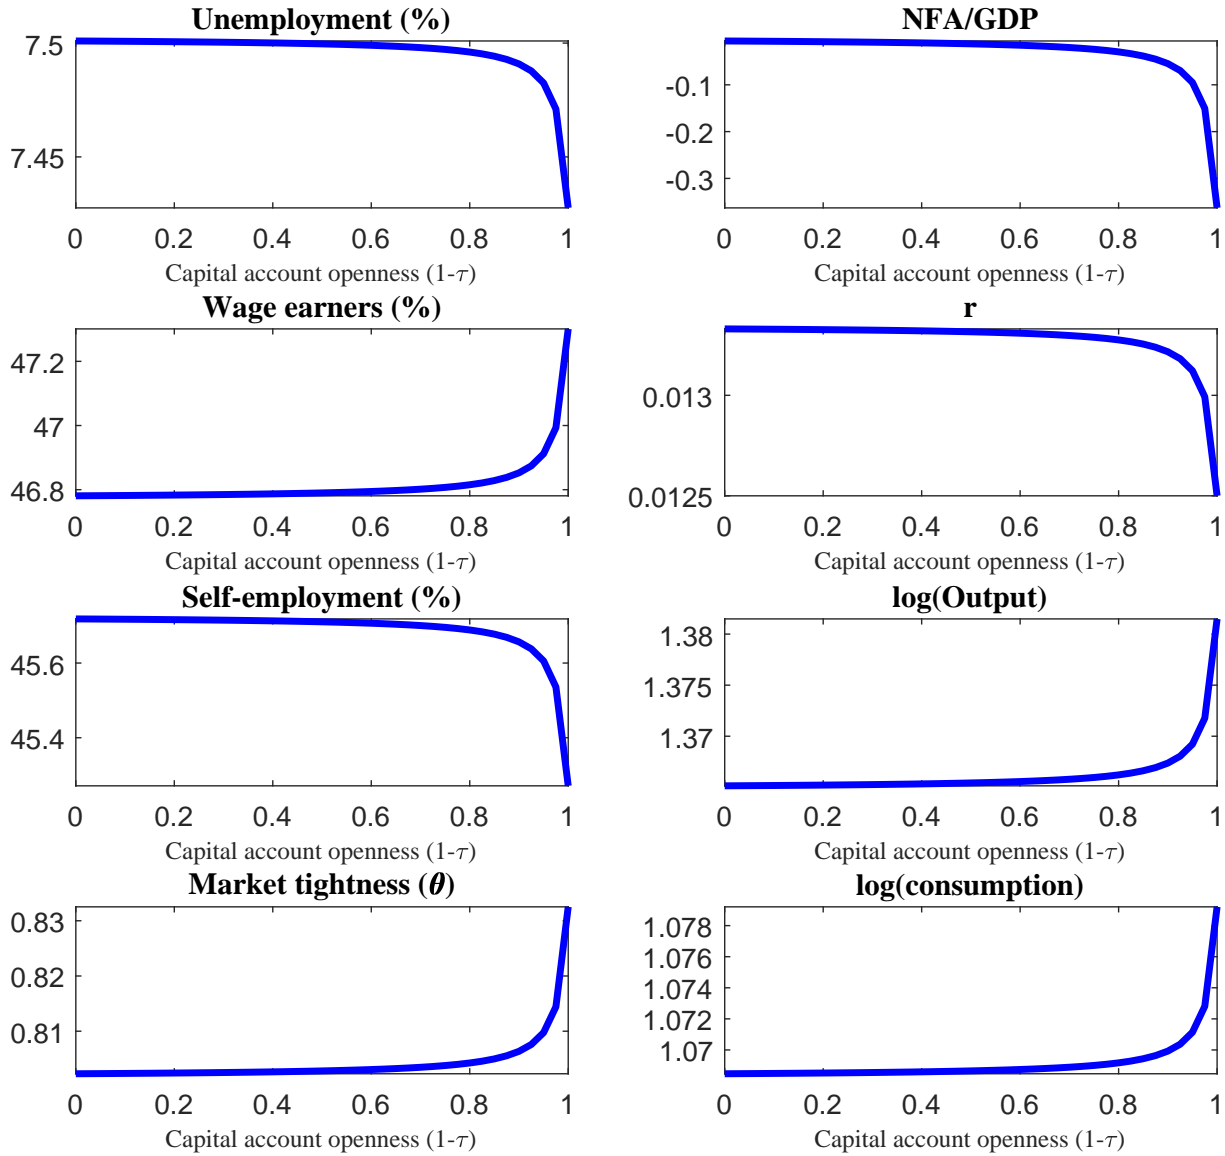 Unemployment (%)
7.5
7.45
0 0.2 0.4 0.6 0.8 1
Capital account openness (1-τ)
NFA/GDP
-0.1
-0.2
-0.3
0 0.2 0.4 0.6 0.8 1
Capital account openness (1-τ)
Wage earners (%)
47.2
47
46.8
0 0.2 0.4 0.6 0.8 1
Capital account openness (1-τ)
r
0.013
0.0125
0 0.2 0.4 0.6 0.8 1
Capital account openness (1-τ)
Self-employment (%)
45.6
45.4
0 0.2 0.4 0.6 0.8 1
Capital account openness (1-τ)
log(Output)
1.38
1.375
1.37
0 0.2 0.4 0.6 0.8 1
Capital account openness (1-τ)
Market tightness (θ)
0.83
0.82
0.81
0 0.2 0.4 0.6 0.8 1
Capital account openness (1-τ)
log(consumption)
1.078
1.076
1.074
1.072
1.07
0 0.2 0.4 0.6 0.8 1
Capital account openness (1-τ)